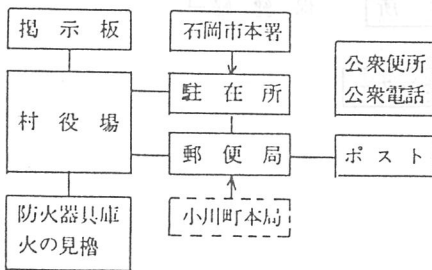 掲示板
石岡市本署
公衆便所
公衆電話
村役場
駐在所
郵便局
ポスト
防火器具庫
火の見櫓
小川町本局